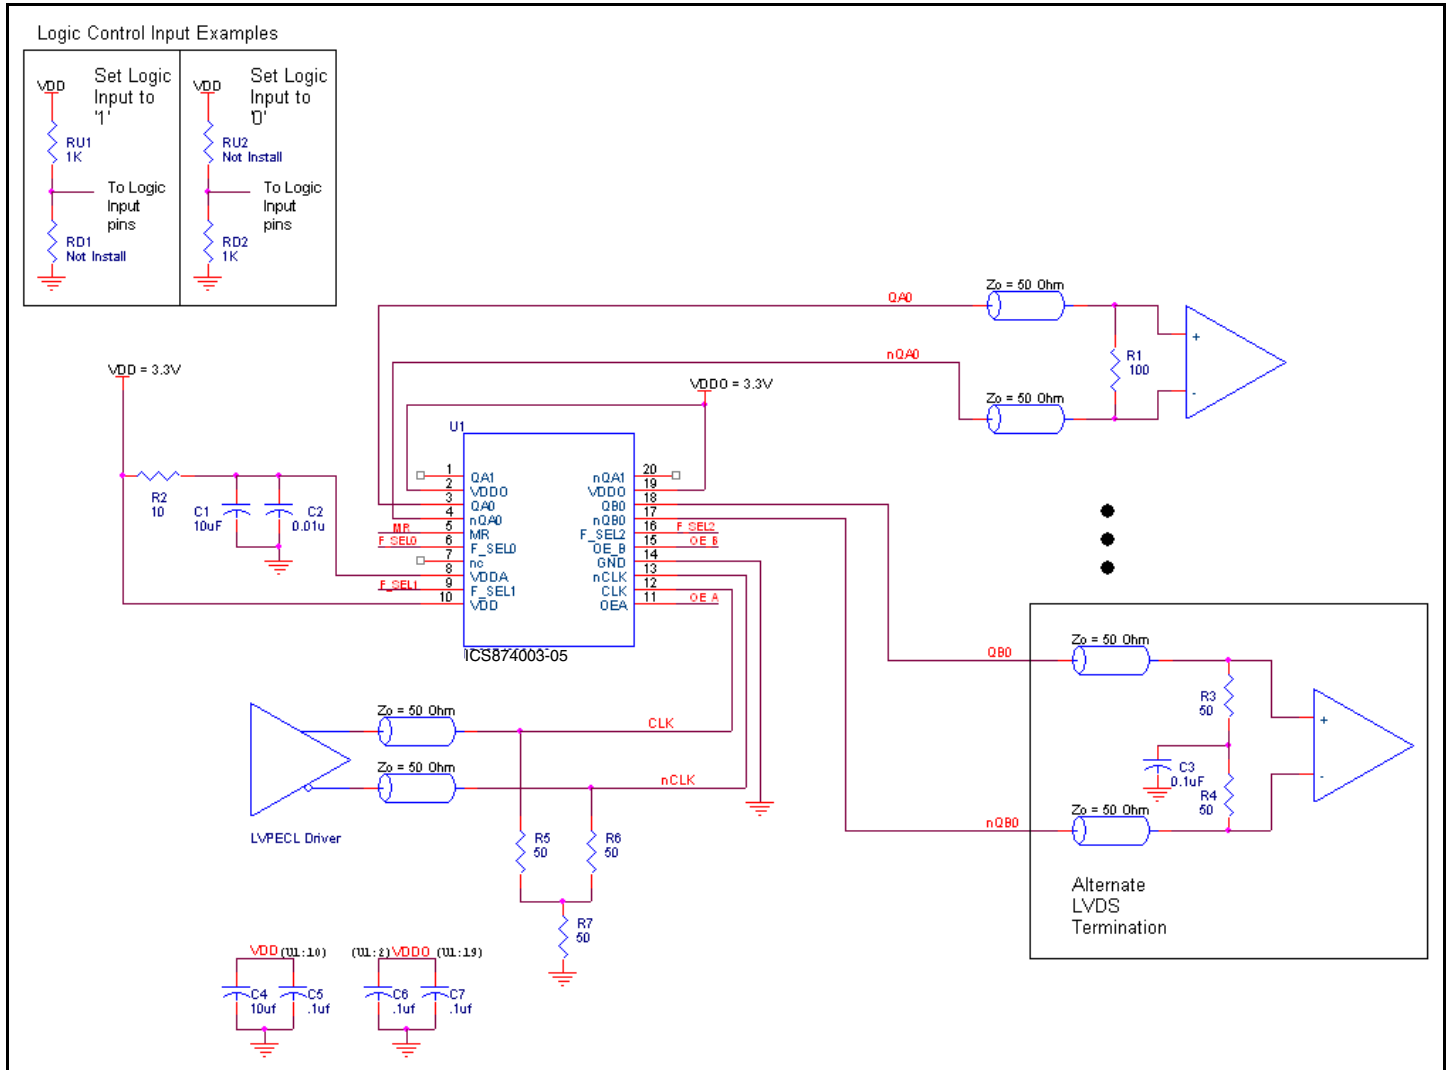 Logic Control Input Examples
VDD
Set Logic
Input to
'1'
RU1
1K
To Logic
Input
pins
RD1
Not Install
VDD
Set Logic
Input to
'0'
RU2
Not Install
To Logic
Input
pins
RD2
1K
QA0
Zo = 50 Ohm
nQA0
Zo = 50 Ohm
R1
100
+
-
VDD = 3.3V
VDDO = 3.3V
R2
10
C1
10uF
C2
0.01u
U1
1 QA1
2 VDDO
3 QA0
4 nQA0
MR 5 MR
F_SEL0 6 F_SEL0
7 nc
8 VDDA
F_SEL1 9 F_SEL1
10 VDD
nQA1 20
VDDO 19
QB0 18
nQB0 17
F_SEL2 16 F_SEL2
OE_B 15 OE_B
GND 14
nCLK 13
CLK 12
OEA 11 OE_A
ICS874003-05
Zo = 50 Ohm
CLK
Zo = 50 Ohm
nCLK
LVPECL Driver
R5
50
R6
50
R7
50
QB0
Zo = 50 Ohm
R3
50
C3
0.1uF
R4
50
+
-
nQB0
Zo = 50 Ohm
Alternate
LVDS
Termination
VDD (U1:10)
C4
10uf
C5
.1uf
(U1:2) VDDO (U1:19)
C6
.1uf
C7
.1uf